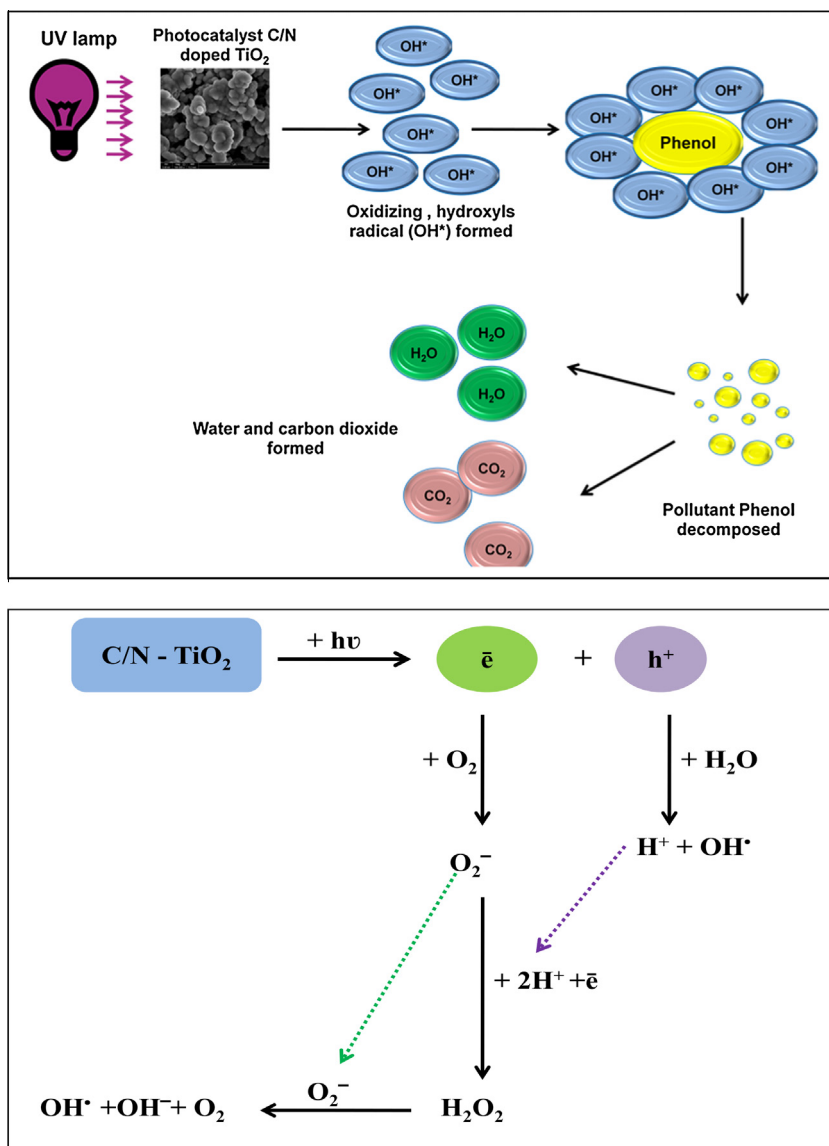 UV lamp
Photocatalyst C/N
doped TiO₂
OH*
OH*
OH*
OH*
OH*
OH*
OH*
Oxidizing , hydroxyls
radical (OH*) formed
OH*
OH*
OH*
OH*
Phenol
OH*
OH*
OH*
OH*
H₂O
H₂O
H₂O
Water and carbon dioxide
formed
CO₂
CO₂
CO₂
Pollutant Phenol
decomposed
C/N - TiO₂
+ hυ
ē
+
h⁺
+ O₂
+ H₂O
O₂⁻
H⁺ + OH•
+ 2H⁺ +ē
O₂⁻
OH• +OH⁻+ O₂
H₂O₂